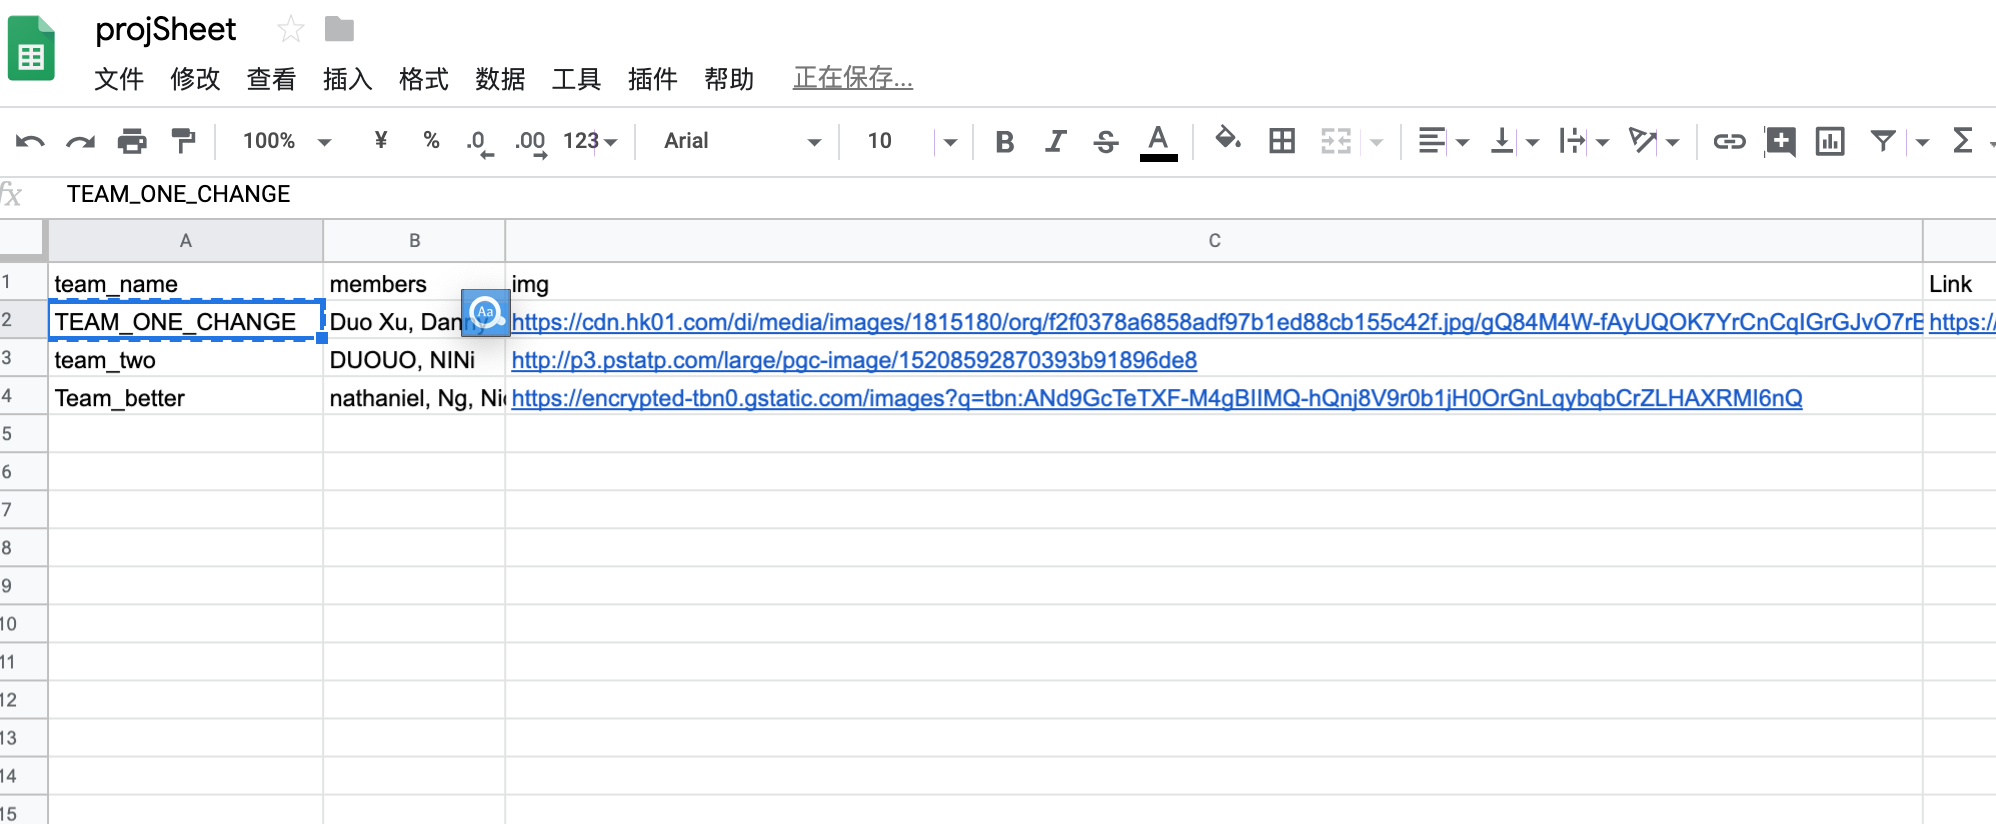 projSheet
文件 修改 查看 插入 格式 数据 工具 插件 帮助 正在保存...
100% ¥ % .0 .00 123 Arial 10 B I S A Σ
fx TEAM_ONE_CHANGE
A B C
1 team_name members img Link
2 TEAM_ONE_CHANGE Duo Xu, Danny Aa https://cdn.hk01.com/di/media/images/1815180/org/f2f0378a6858adf97b1ed88cb155c42f.jpg/gQ84M4W-fAyUQOK7YrCnCqIGrGJvO7rE https:/
3 team_two DUOUO, NINi http://p3.pstatp.com/large/pgc-image/15208592870393b91896de8
4 Team_better nathaniel, Ng, Nic https://encrypted-tbn0.gstatic.com/images?q=tbn:ANd9GcTeTXF-M4gBIIMQ-hQnj8V9r0b1jH0OrGnLqybqbCrZLHAXRMI6nQ
5
6
7
8
9
10
11
12
13
14
15